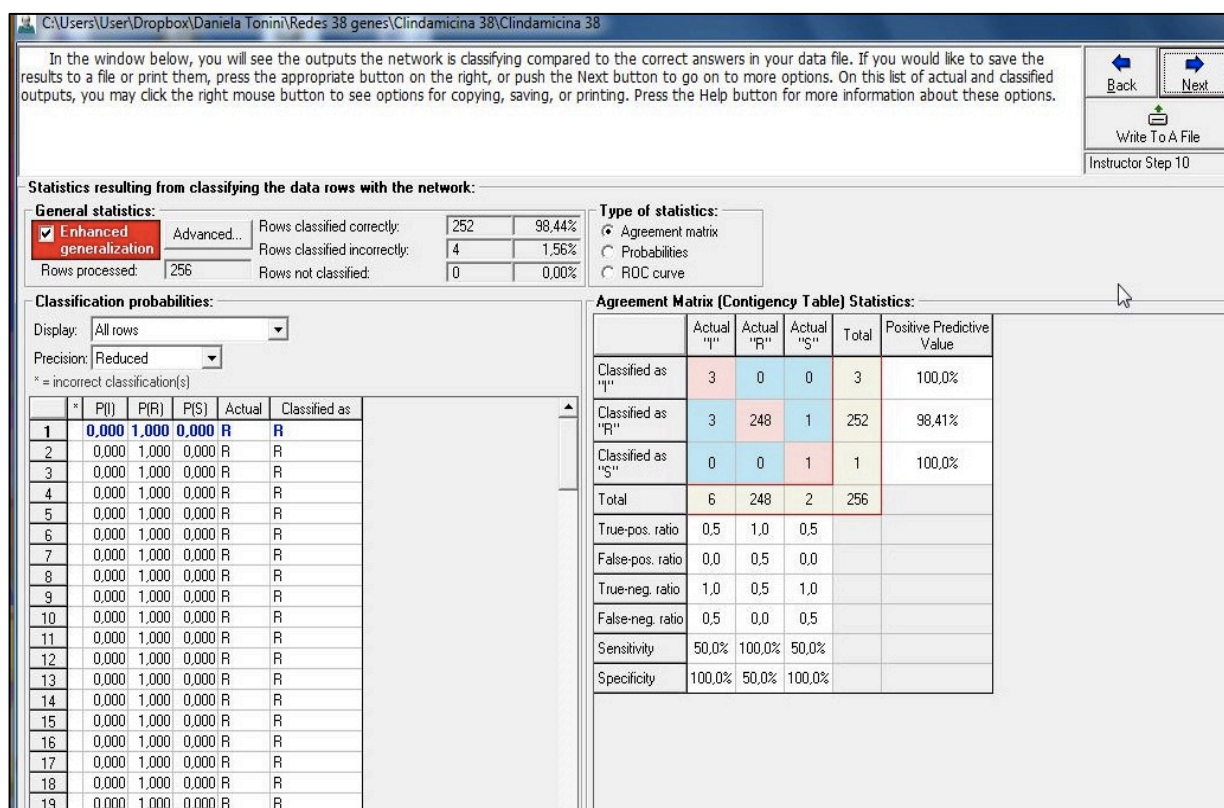 C:\Users\User\Dropbox\Daniela Tonini\Redes 38 genes\Clindamicina 38\Clindamicina 38
In the window below, you will see the outputs the network is classifying compared to the correct answers in your data file. If you would like to save the
results to a file or print them, press the appropriate button on the right, or push the Next button to go on to more options. On this list of actual and classified
outputs, you may click the right mouse button to see options for copying, saving, or printing. Press the Help button for more information about these options.
Back Next
Write To A File
Instructor Step 10
Statistics resulting from classifying the data rows with the network:
General statistics:
Enhanced generalization
Advanced...
Rows processed: 256
Rows classified correctly: 252 98,44%
Rows classified incorrectly: 4 1,56%
Rows not classified: 0 0,00%
Type of statistics:
Agreement matrix
Probabilities
ROC curve
Classification probabilities:
Display: All rows
Precision: Reduced
* = incorrect classification(s)
* P(I) P(R) P(S) Actual Classified as
1 0,000 1,000 0,000 R R
2 0,000 1,000 0,000 R R
3 0,000 1,000 0,000 R R
4 0,000 1,000 0,000 R R
5 0,000 1,000 0,000 R R
6 0,000 1,000 0,000 R R
7 0,000 1,000 0,000 R R
8 0,000 1,000 0,000 R R
9 0,000 1,000 0,000 R R
10 0,000 1,000 0,000 R R
11 0,000 1,000 0,000 R R
12 0,000 1,000 0,000 R R
13 0,000 1,000 0,000 R R
14 0,000 1,000 0,000 R R
15 0,000 1,000 0,000 R R
16 0,000 1,000 0,000 R R
17 0,000 1,000 0,000 R R
18 0,000 1,000 0,000 R R
19 0,000 1,000 0,000 R R
Agreement Matrix (Contigency Table) Statistics:
Actual "I" Actual "R" Actual "S" Total Positive Predictive Value
Classified as "I" 3 0 0 3 100,0%
Classified as "R" 3 248 1 252 98,41%
Classified as "S" 0 0 1 1 100,0%
Total 6 248 2 256
True-pos. ratio 0,5 1,0 0,5
False-pos. ratio 0,0 0,5 0,0
True-neg. ratio 1,0 0,5 1,0
False-neg. ratio 0,5 0,0 0,5
Sensitivity 50,0% 100,0% 50,0%
Specificity 100,0% 50,0% 100,0%